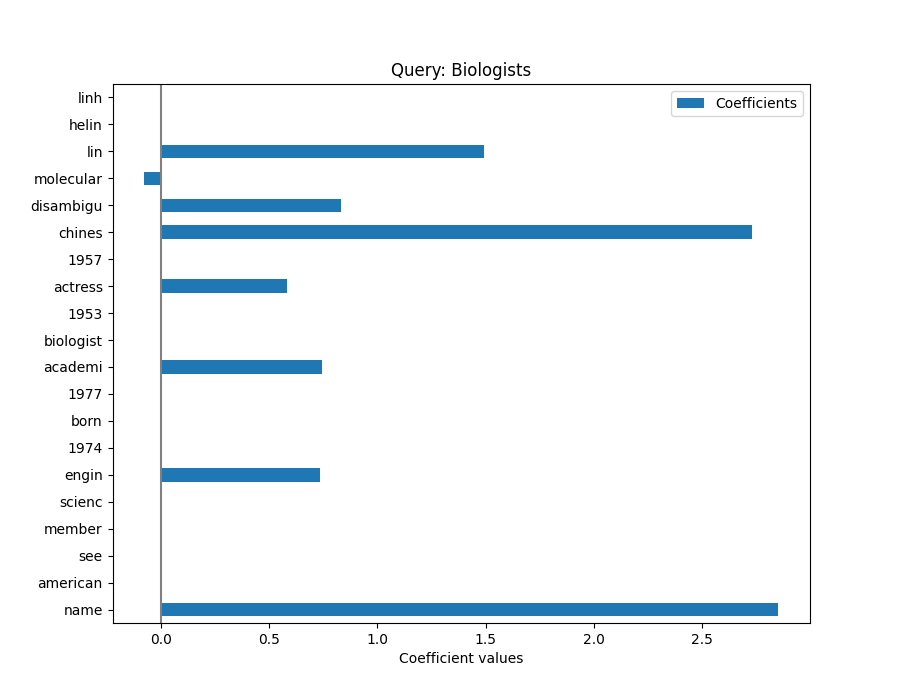 Query: Biologists
Coefficients
linh
helin
lin
molecular
disambigu
chines
1957
actress
1953
biologist
academi
1977
born
1974
engin
scienc
member
see
american
name
0.0 0.5 1.0 1.5 2.0 2.5
Coefficient values